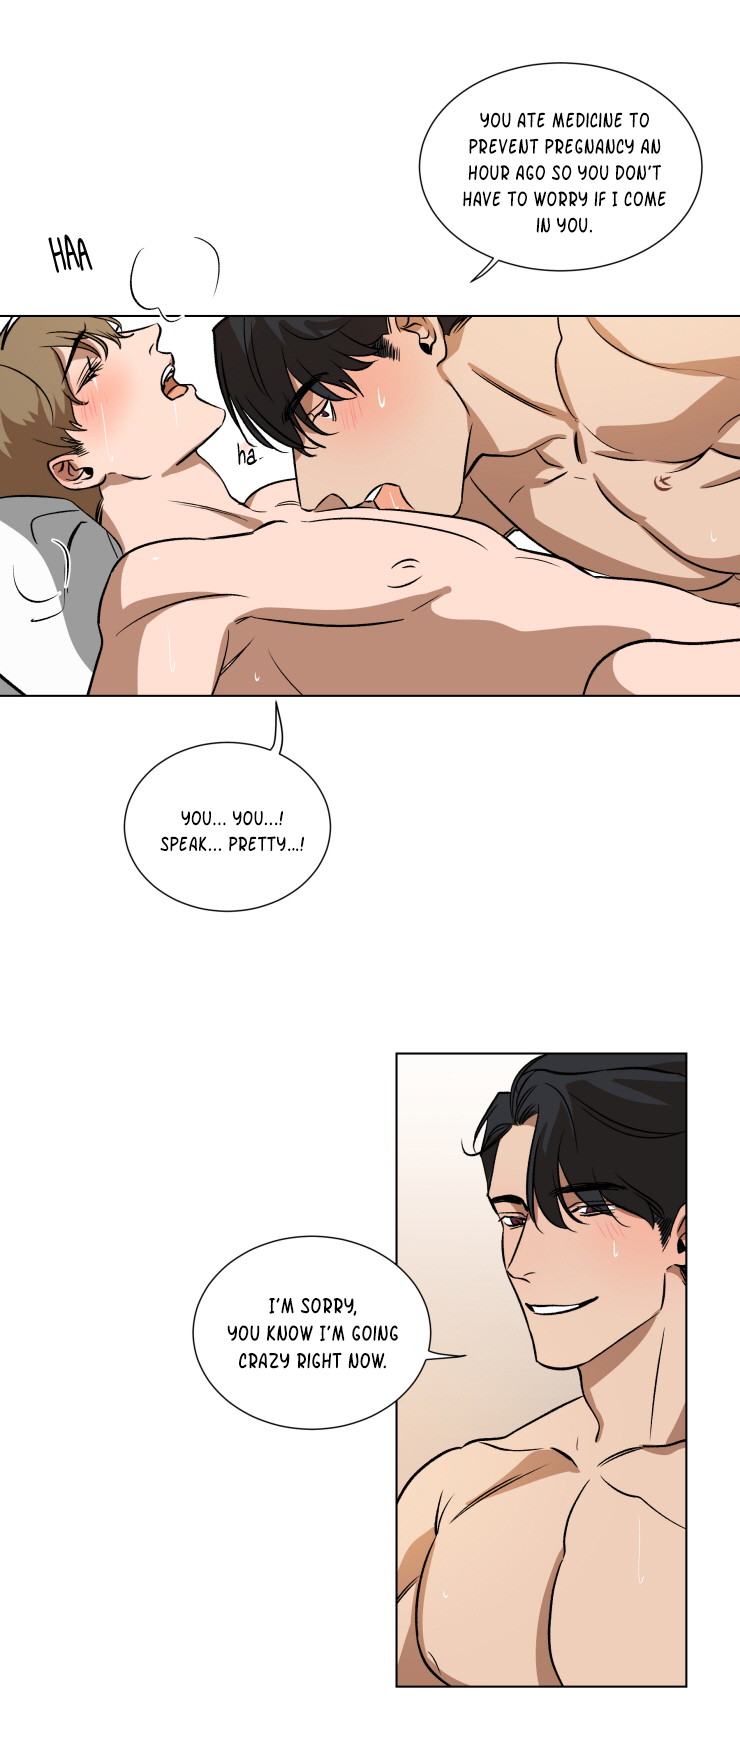 YOU ATE MEDICINE TO
PREVENT PREGNANCY AN
HOUR AGO SO YOU DON'T
HAVE TO WORRY IF I COME
IN YOU.
HAA
ha
YOU... YOU...!
SPEAK... PRETTY...!
I'M SORRY,
YOU KNOW I'M GOING
CRAZY RIGHT NOW.